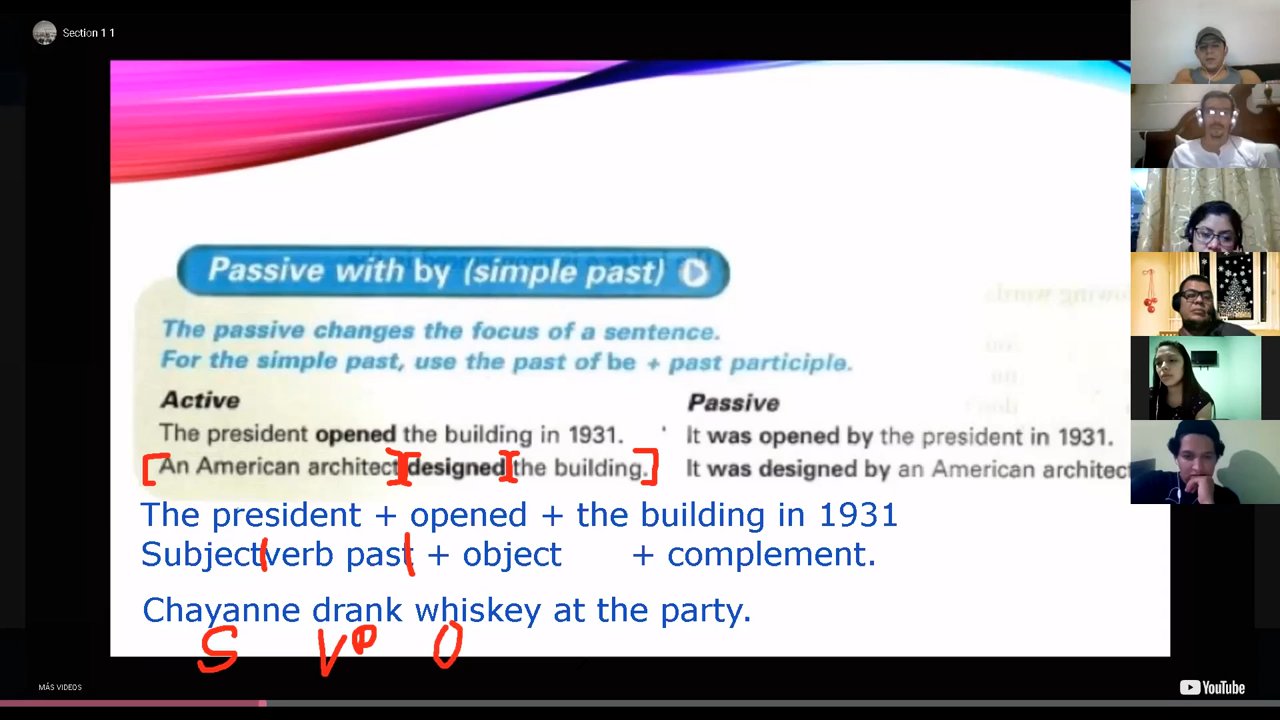 Section 1 1
Passive with by (simple past)
The passive changes the focus of a sentence.
For the simple past, use the past of be + past participle.
Active
Passive
The president opened the building in 1931.
It was opened by the president in 1931.
An American architect designed the building.
It was designed by an American architect
The president + opened + the building in 1931
Subject verb past + object + complement.
Chayanne drank whiskey at the party.
S VP O
MÁS VIDEOS
YouTube